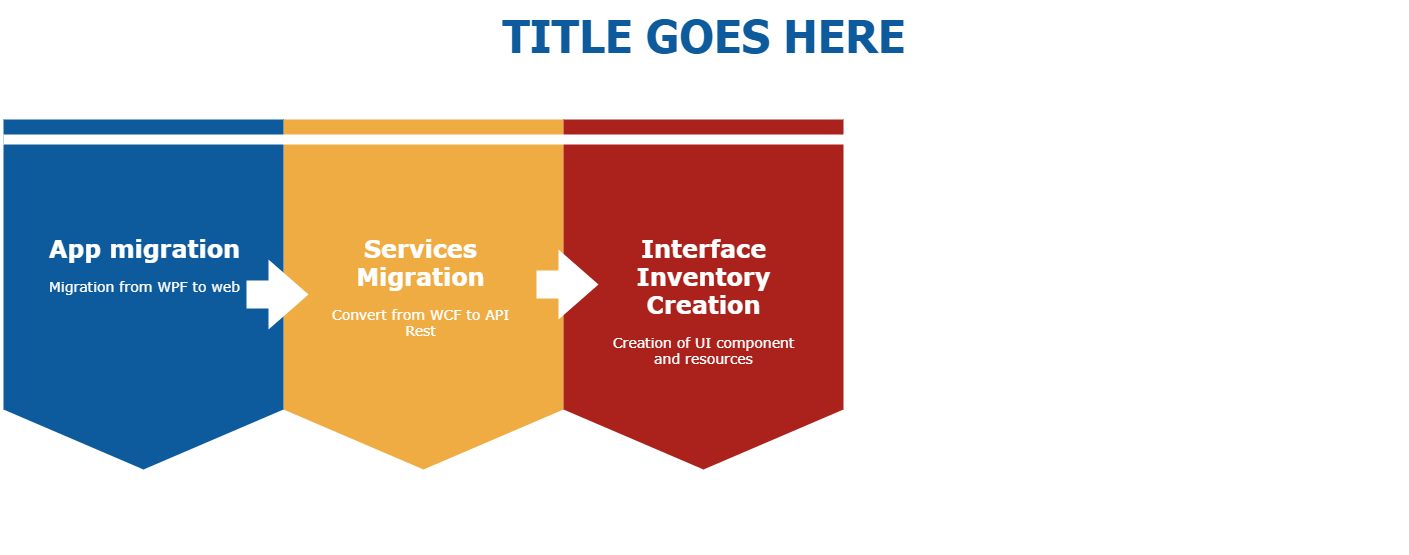 TITLE GOES HERE
App migration
Migration from WPF to web
Services
Migration
Convert from WCF to API
Rest
Interface
Inventory
Creation
Creation of UI component
and resources